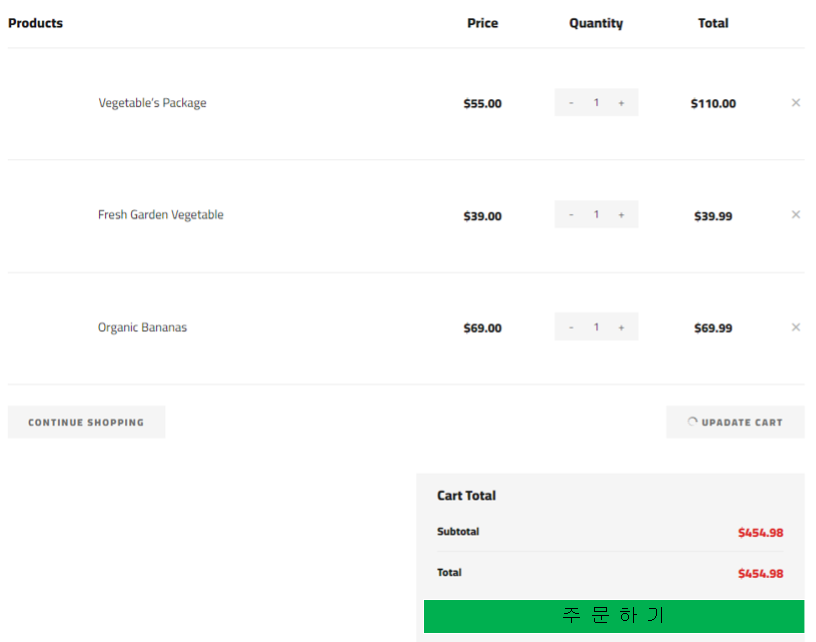 Products Price Quantity Total
Vegetable's Package $55.00 - 1 + $110.00 ×
Fresh Garden Vegetable $39.00 - 1 + $39.99 ×
Organic Bananas $69.00 - 1 + $69.99 ×
CONTINUE SHOPPING UPADATE CART
Cart Total
Subtotal $454.98
Total $454.98
주 문 하 기